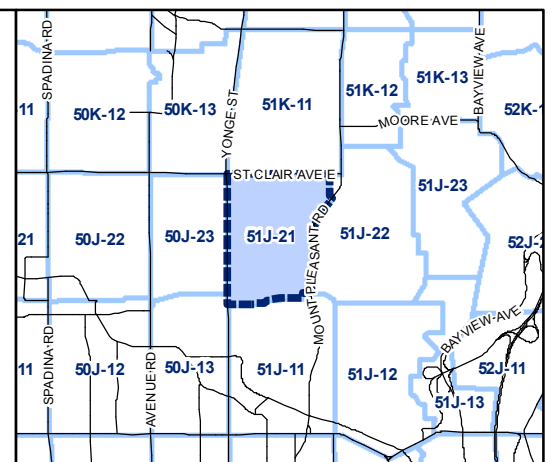 SPADINA RD
11
50K-12
50K-13
YONGE ST
51K-11
51K-12
51K-13
BAYVIEW AVE
52K-1
MOORE AVE
ST CLAIR AVE E
21
50J-22
50J-23
51J-21
MOUNT PLEASANT RD
51J-22
51J-23
52J-2
SPADINA RD
11
50J-12
AVENUE RD
50J-13
51J-11
51J-12
BAYVIEW AVE
52J-11
51J-13